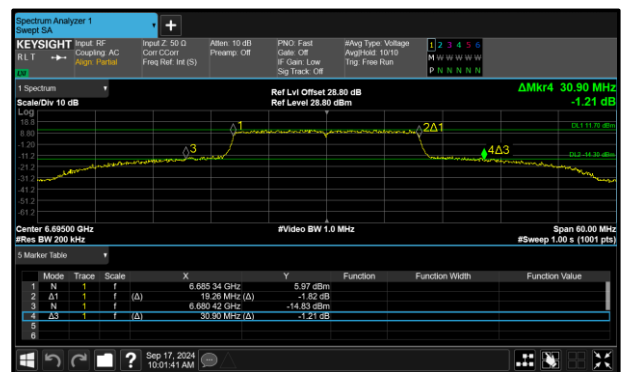 Spectrum Analyzer 1
Swept SA
+
KEYSIGHT Input: RF Input Z: 50 Ω Atten: 10 dB PNO: Fast #Avg Type: Voltage 1 2 3 4 5 6
RLT Coupling: AC Corr CCorr Preamp: Off Gate: Off Avg|Hold: 10/10 M W W W W W
Align: Partial Freq Ref: Int (S) IF Gain: Low Trig: Free Run
Sig Track: Off P N N N N N
1 Spectrum Ref Lvl Offset 28.80 dB ΔMkr4 30.90 MHz
Scale/Div 10 dB Ref Level 28.80 dBm -1.21 dB
Log
18.8
8.80 1 2Δ1 DL1 11.70 dBm
-1.20
-11.2 3 4Δ3 DL2 -14.30 dBm
-21.2
-31.2
-41.2
-51.2
-61.2
Center 6.69500 GHz #Video BW 1.0 MHz Span 60.00 MHz
#Res BW 200 kHz #Sweep 1.00 s (1001 pts)
5 Marker Table
Mode Trace Scale X Y Function Function Width Function Value
1 N 1 f 6.685 34 GHz 5.97 dBm
2 Δ1 1 f (Δ) 19.26 MHz (Δ) -1.82 dB
3 N 1 f 6.680 42 GHz -14.83 dBm
4 Δ3 1 f (Δ) 30.90 MHz (Δ) -1.21 dB
5
6
? Sep 17, 2024
10:01:41 AM